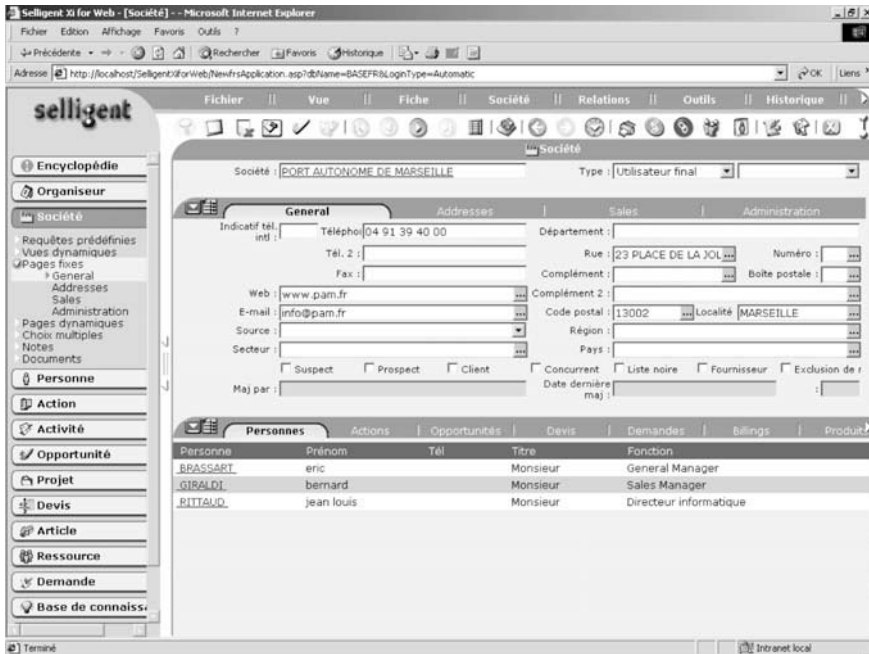 Selligent Xi for Web - [Société] - - Microsoft Internet Explorer
Fichier Edition Affichage Favoris Outils ?
Précédente Rechercher Favoris Historique
Adresse http://localhost/SelligentXiforWeb/NewfrsApplication.asp?dbName=BASEFR&LoginType=Automatic OK Liens
selligent
Fichier || Vue || Fiche || Société || Relations || Outils || Historique ||
Société
Encyclopédie
Organiseur
Société
Requêtes prédéfinies
Vues dynamiques
Pages fixes
General
Addresses
Sales
Administration
Pages dynamiques
Choix multiples
Notes
Documents
Personne
Action
Activité
Opportunité
Projet
Devis
Article
Ressource
Demande
Base de connaiss
Société : PORT AUTONOME DE MARSEILLE Type : Utilisateur final
General Addresses | Sales | Administration
Indicatif tél. intl : Télépho 04 91 39 40 00 Département :
Tél. 2 : Rue : 23 PLACE DE LA JOL ... Numéro : ...
Fax : Complément : ... Boîte postale : ...
Web : www.pam.fr ... Complément 2 : ...
E-mail : info@pam.fr ... Code postal : 13002 ... Localité MARSEILLE ...
Source : Région : ...
Secteur : ... Pays : ...
Suspect Prospect Client Concurrent Liste noire Fournisseur Exclusion de
Maj par : Date dernière maj : :
Personnes Actions | Opportunités | Devis | Demandes | Billings | Produit
Personne Prénom Tél Titre Fonction
BRASSART eric Monsieur General Manager
GIRALDI bernard Monsieur Sales Manager
RITTAUD jean louis Monsieur Directeur informatique
Terminé Intranet local